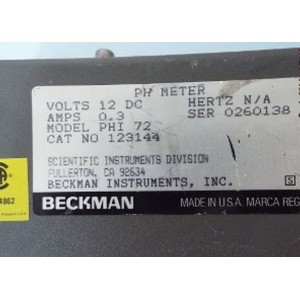 PH METER
VOLTS 12 DC HERTZ N/A
AMPS 0.3 SER 0260138
MODEL PHI 72
CAT NO 123144
SCIENTIFIC INSTRUMENTS DIVISION
FULLERTON, CA 92634
BECKMAN INSTRUMENTS, INC.
BECKMAN MADE IN U.S.A. MARCA REG
4862